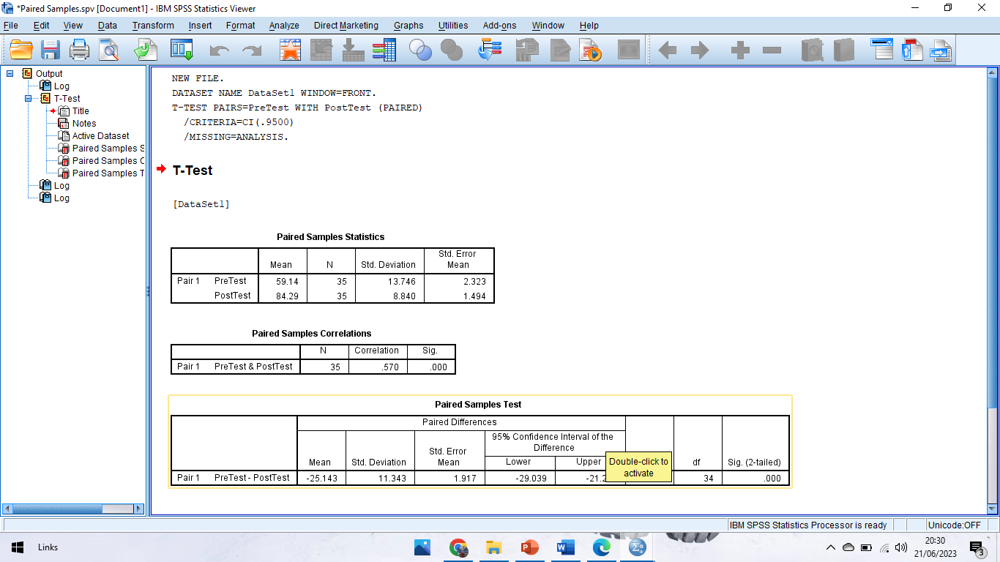 *Paired Samples.spv [Document1] - IBM SPSS Statistics Viewer
File Edit View Data Transform Insert Format Analyze Direct Marketing Graphs Utilities Add-ons Window Help
Output
Log
T-Test
Title
Notes
Active Dataset
Paired Samples S
Paired Samples C
Paired Samples T
Log
Log
NEW FILE.
DATASET NAME DataSet1 WINDOW=FRONT.
T-TEST PAIRS=PreTest WITH PostTest (PAIRED)
/CRITERIA=CI(.9500)
/MISSING=ANALYSIS.
T-Test
[DataSet1]
Paired Samples Statistics
Mean N Std. Deviation Std. Error Mean
Pair 1 PreTest 59.14 35 13.746 2.323
PostTest 84.29 35 8.840 1.494
Paired Samples Correlations
N Correlation Sig.
Pair 1 PreTest & PostTest 35 .570 .000
Paired Samples Test
Paired Differences
95% Confidence Interval of the Difference
Mean Std. Deviation Std. Error Mean Lower Upper df Sig. (2-tailed)
Double-click to activate
Pair 1 PreTest - PostTest -25.143 11.343 1.917 -29.039 -21.2 34 .000
IBM SPSS Statistics Processor is ready Unicode:OFF
Links
20:30
21/06/2023
3